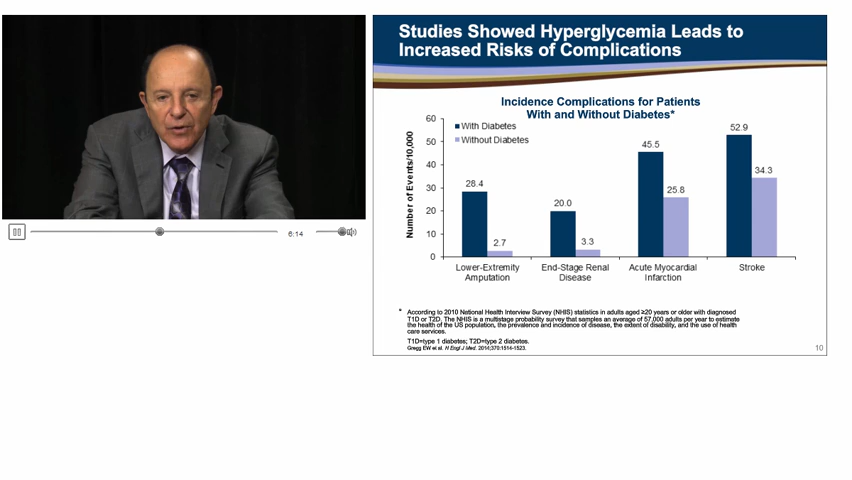 Studies Showed Hyperglycemia Leads to
Increased Risks of Complications
Incidence Complications for Patients
With and Without Diabetes*
Number of Events/10,000
60
50
40
30
20
10
0
With Diabetes
Without Diabetes
28.4
2.7
20.0
3.3
45.5
25.8
52.9
34.3
Lower-Extremity
Amputation
End-Stage Renal
Disease
Acute Myocardial
Infarction
Stroke
* According to 2010 National Health Interview Survey (NHIS) statistics in adults aged ≥20 years or older with diagnosed
T1D or T2D. The NHIS is a multistage probability survey that samples an average of 57,000 adults per year to estimate
the health of the US population, the prevalence and incidence of disease, the extent of disability, and the use of health
care services.
T1D=type 1 diabetes; T2D=type 2 diabetes.
Gregg EW et al. N Engl J Med. 2014;370:1514-1523.
10
6:14